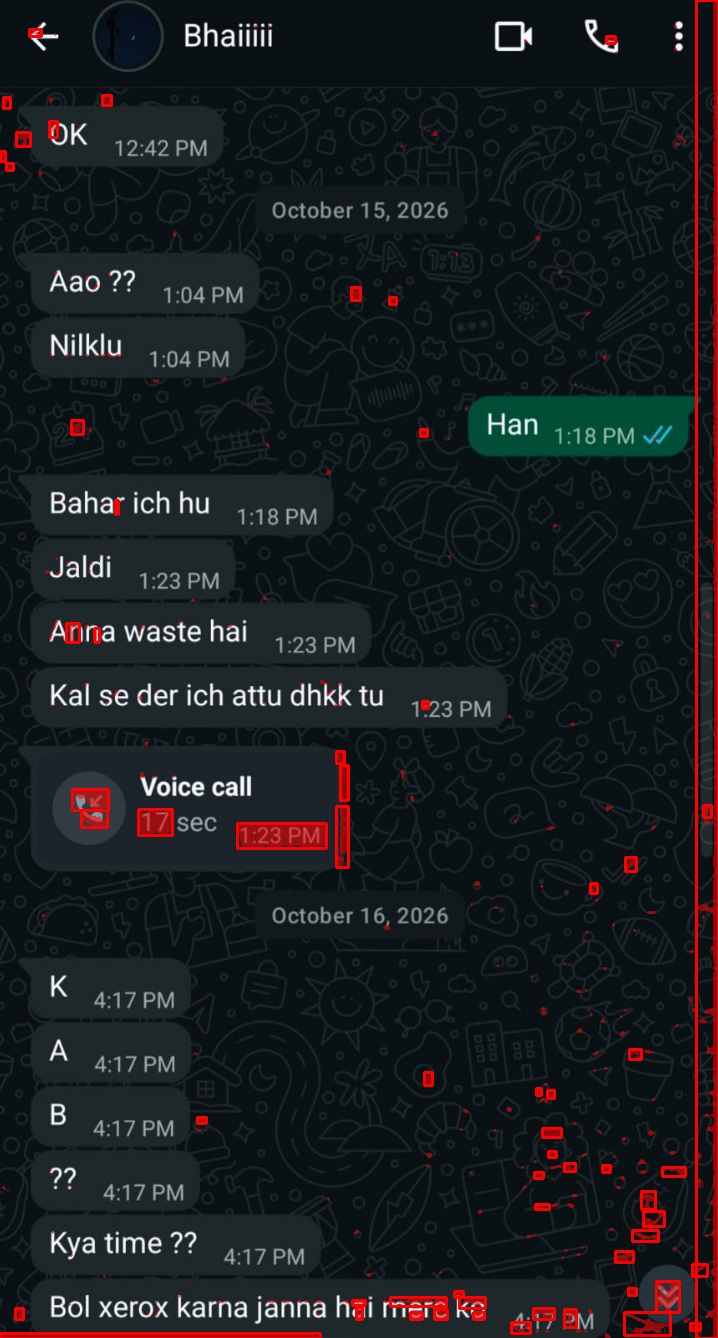 Bhaiiiii
OK 12:42 PM
October 15, 2026
Aao ?? 1:04 PM
Nilklu 1:04 PM
Han 1:18 PM
Bahar ich hu 1:18 PM
Jaldi 1:23 PM
Anna waste hai 1:23 PM
Kal se der ich attu dhkk tu 1:23 PM
Voice call
17 sec 1:23 PM
October 16, 2026
K 4:17 PM
A 4:17 PM
B 4:17 PM
?? 4:17 PM
Kya time ?? 4:17 PM
Bol xerox karna janna hai mere ko 4:17 PM